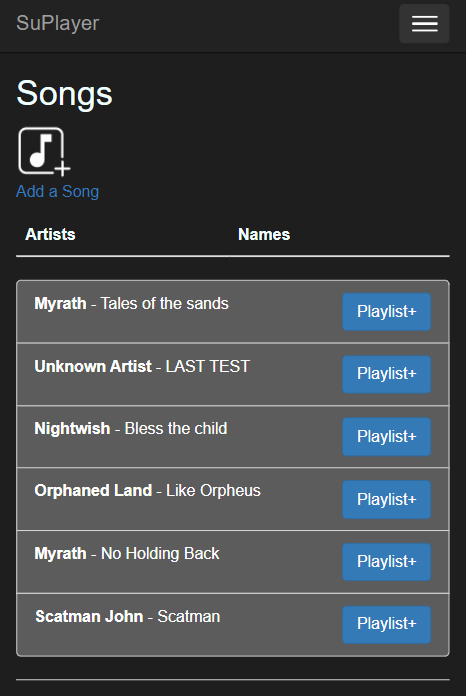 SuPlayer
Songs
Add a Song
Artists Names
Myrath - Tales of the sands Playlist+
Unknown Artist - LAST TEST Playlist+
Nightwish - Bless the child Playlist+
Orphaned Land - Like Orpheus Playlist+
Myrath - No Holding Back Playlist+
Scatman John - Scatman Playlist+